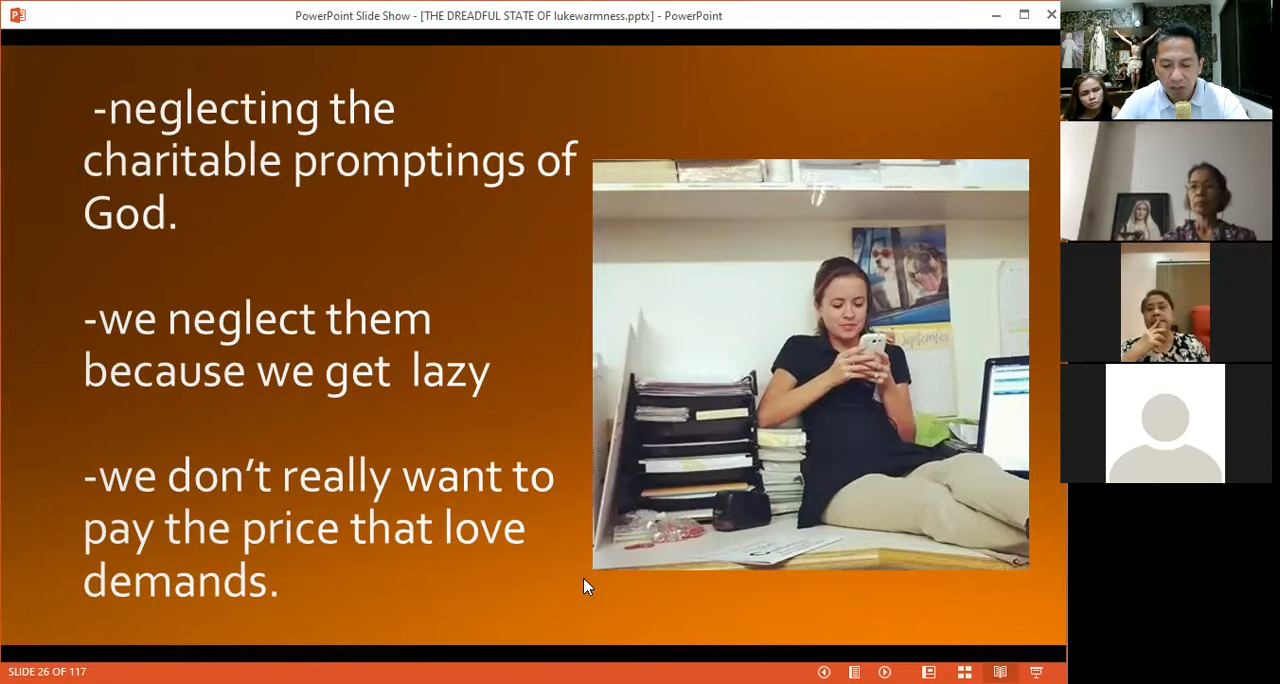 PowerPoint Slide Show - [THE DREADFUL STATE OF lukewarmness.pptx] - PowerPoint
-neglecting the
charitable promptings of
God.
-we neglect them
because we get lazy
-we don’t really want to
pay the price that love
demands.
September
SLIDE 26 OF 117